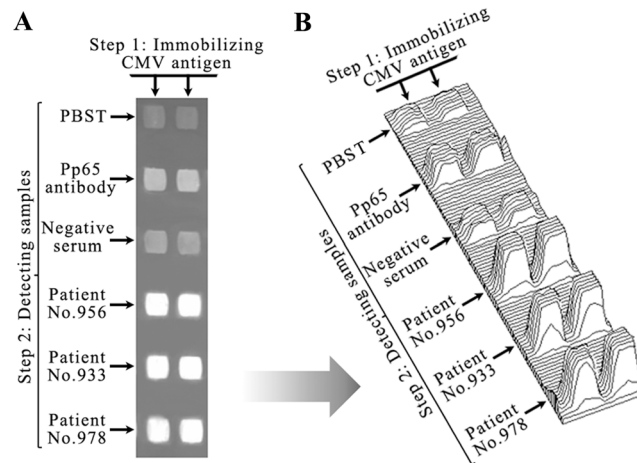 A
Step 1: Immobilizing
CMV antigen
Step 2: Detecting samples
PBST
Pp65
antibody
Negative
serum
Patient
No.956
Patient
No.933
Patient
No.978
B
Step 1: Immobilizing
CMV antigen
Step 2: Detecting samples
PBST
Pp65
antibody
Negative serum
Patient
No.956
Patient
No.933
Patient
No.978